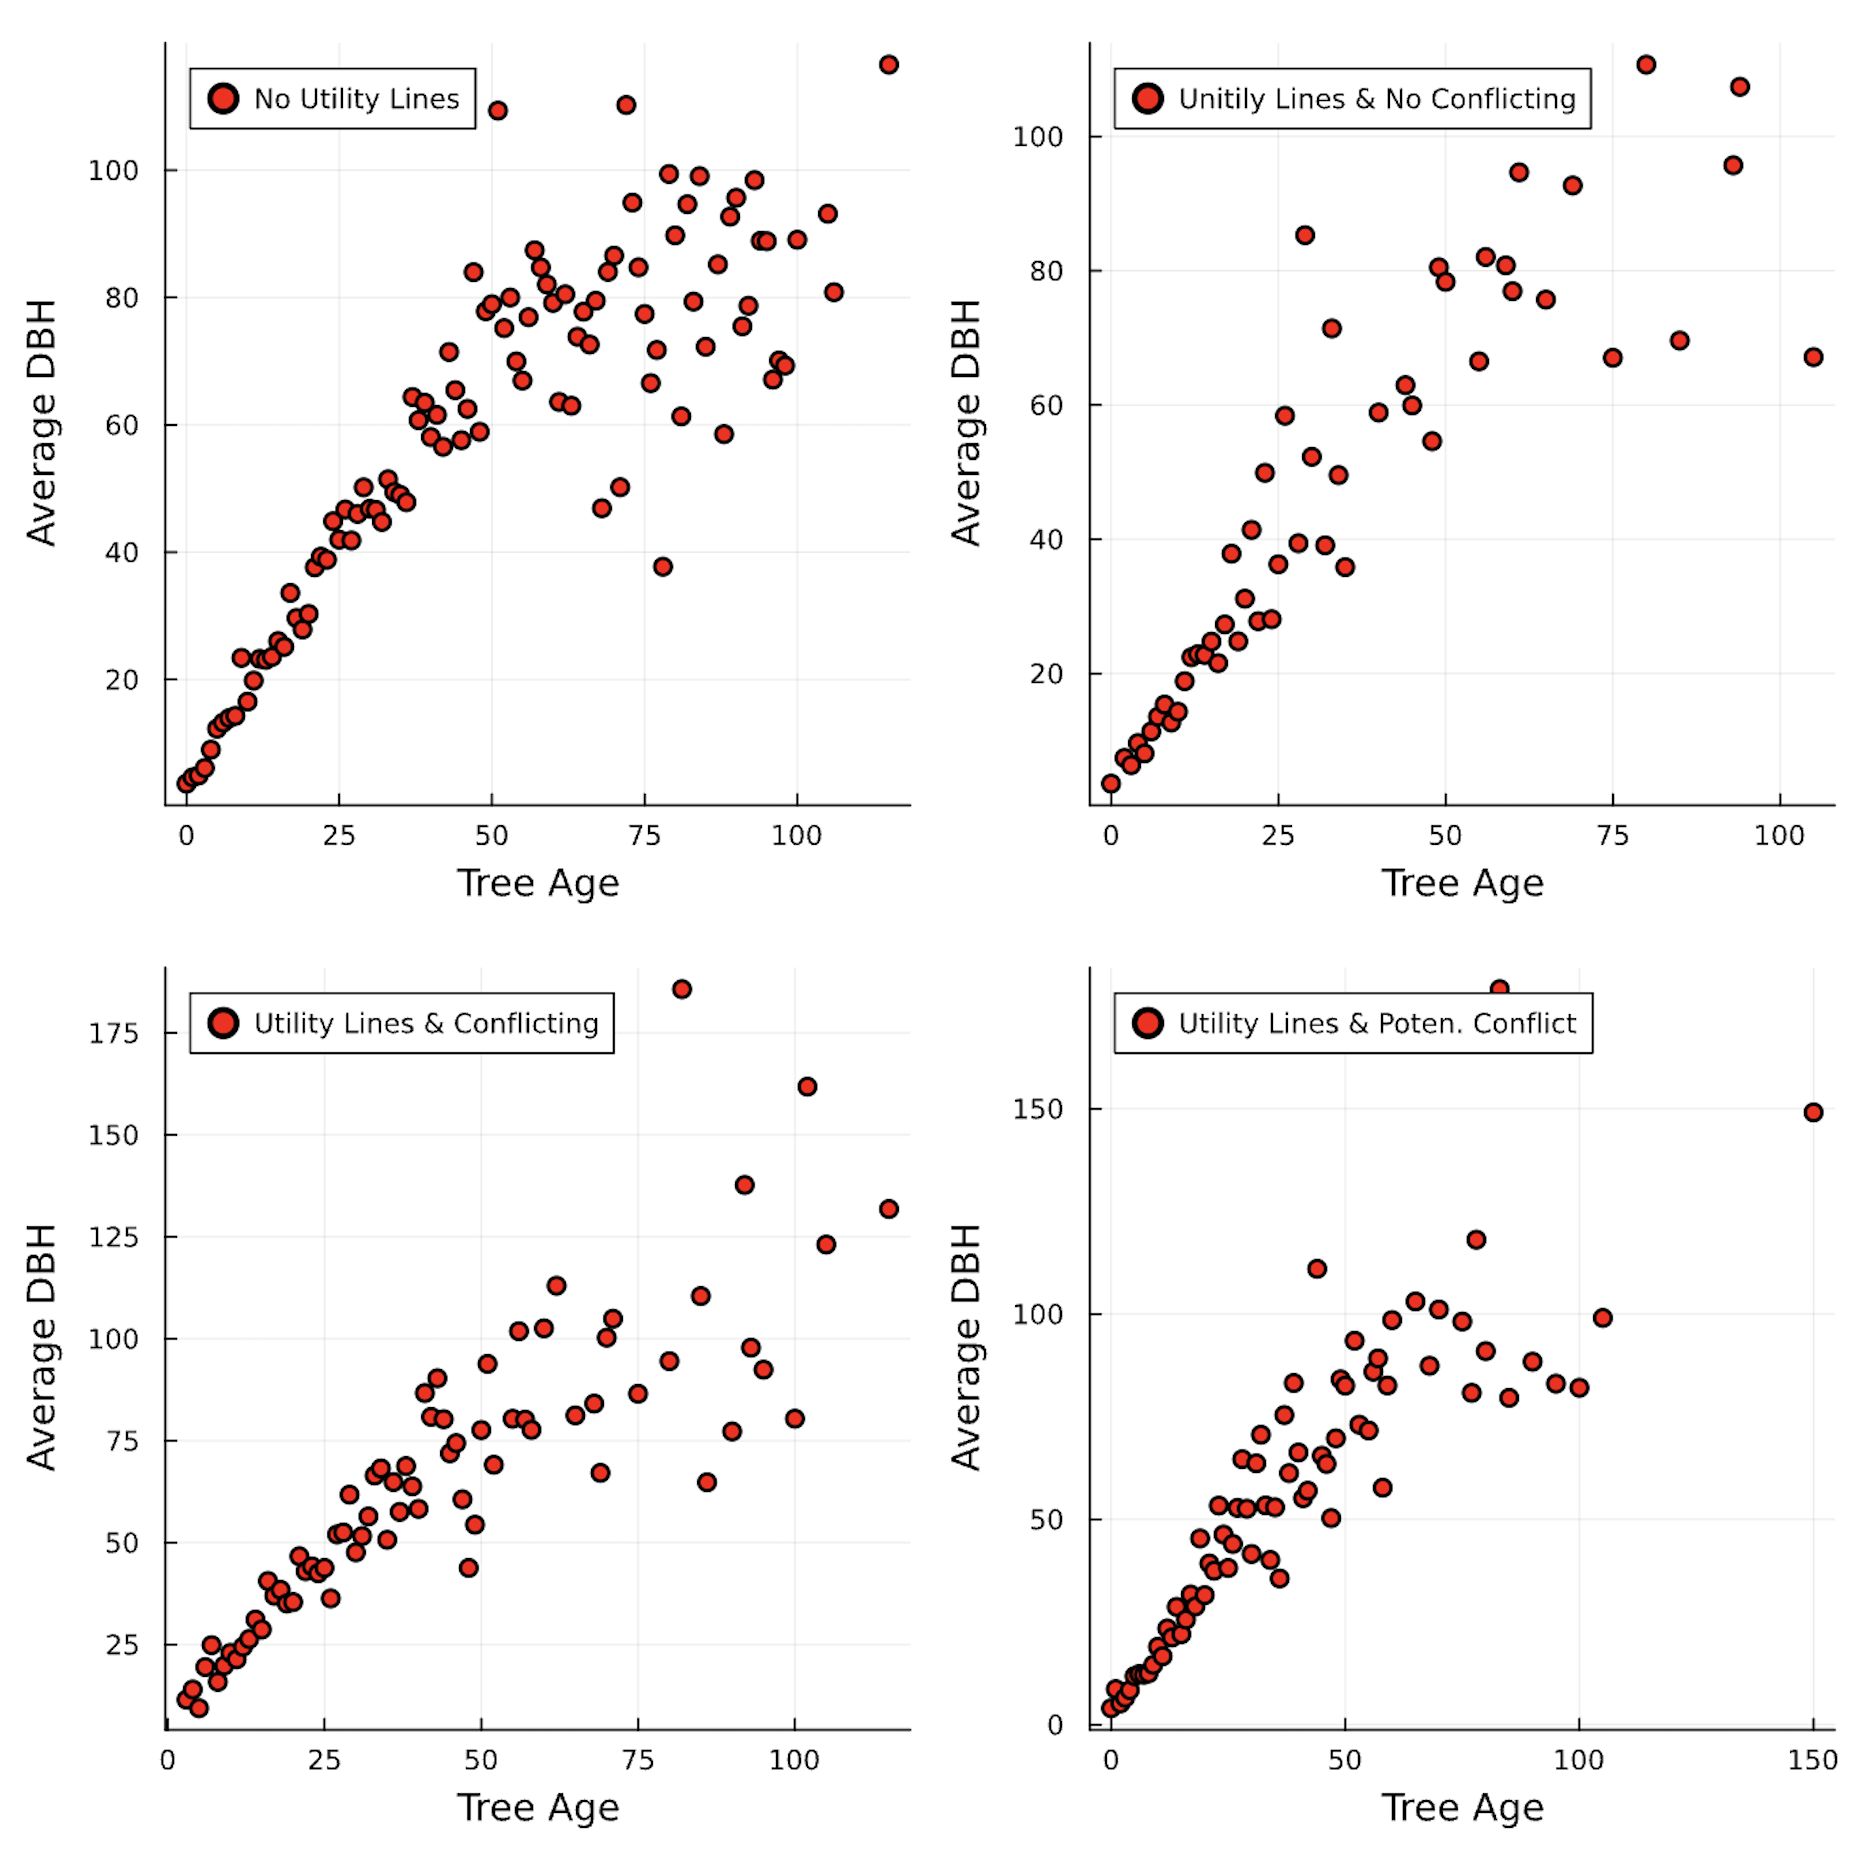 No Utility Lines
Average DBH
100
80
60
40
20
0 25 50 75 100
Tree Age
Unitily Lines & No Conflicting
Average DBH
100
80
60
40
20
0 25 50 75 100
Tree Age
Utility Lines & Conflicting
Average DBH
175
150
125
100
75
50
25
0 25 50 75 100
Tree Age
Utility Lines & Poten. Conflict
Average DBH
150
100
50
0
0 50 100 150
Tree Age